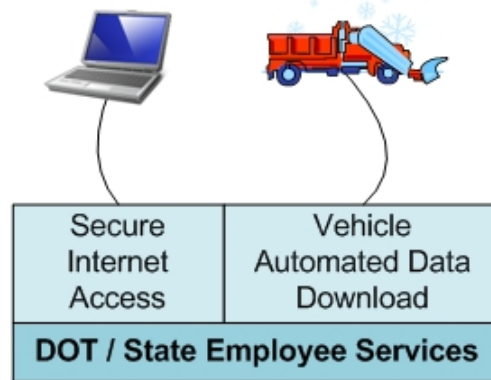 Secure
Internet
Access
Vehicle
Automated Data
Download
DOT / State Employee Services